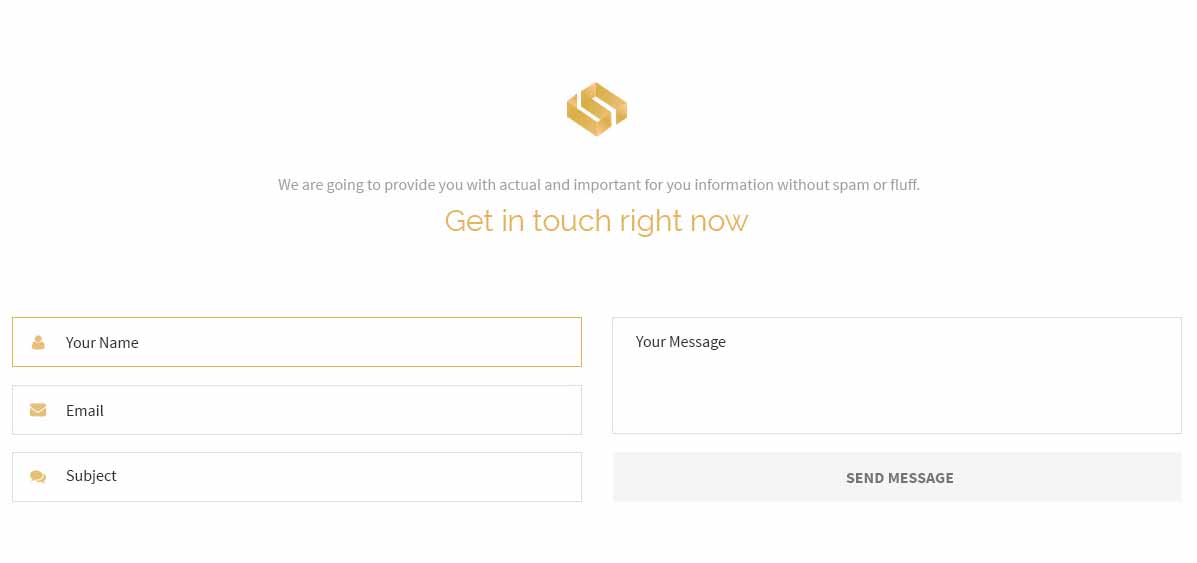 We are going to provide you with actual and important for you information without spam or fluff.
Get in touch right now
Your Name
Email
Subject
Your Message
SEND MESSAGE